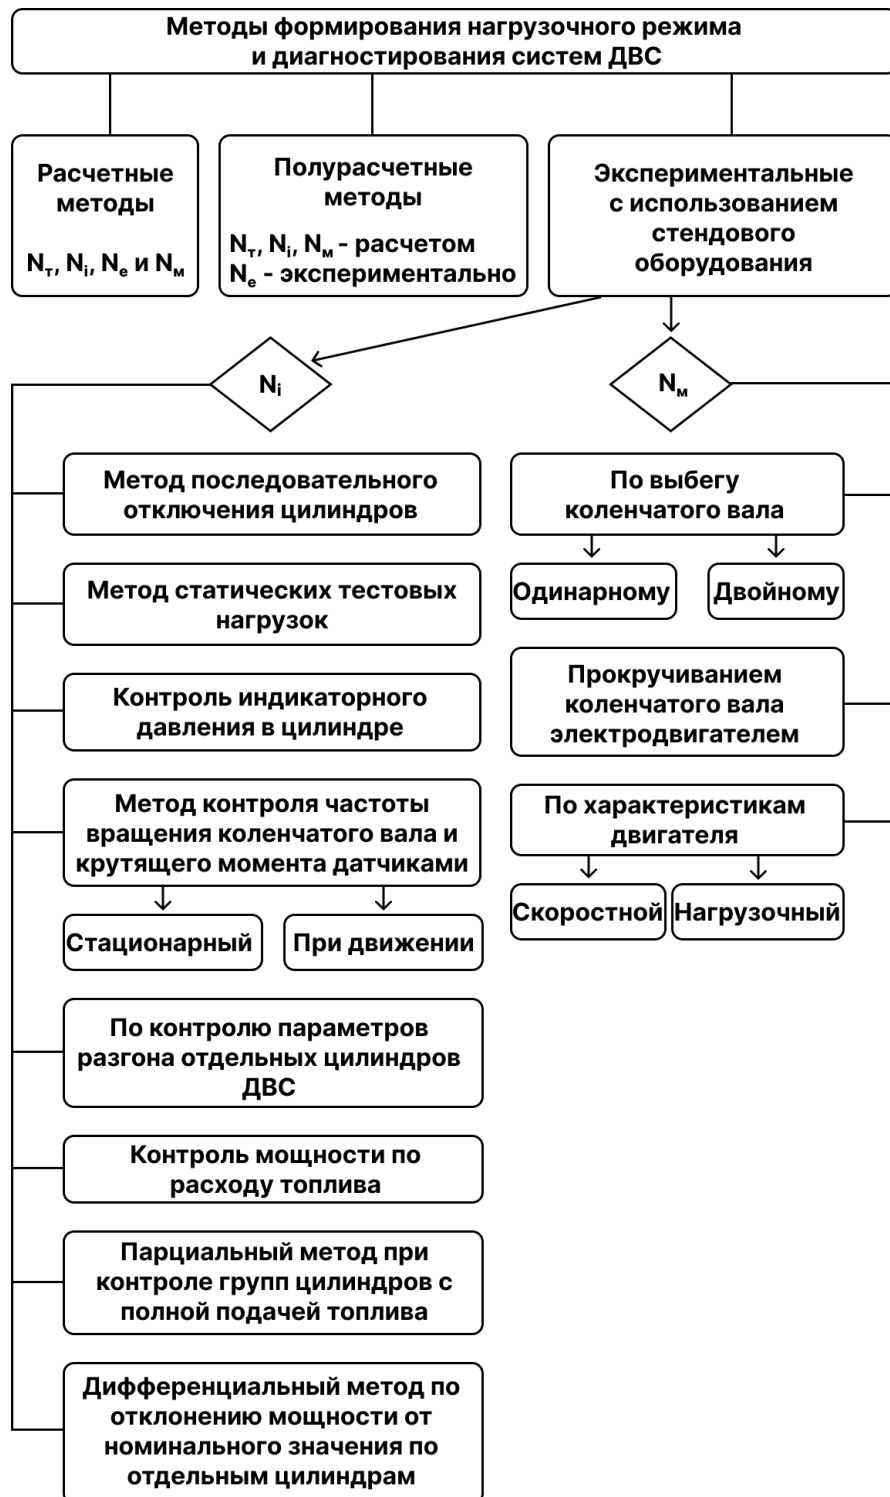 Методы формирования нагрузочного режима
и диагностирования систем ДВС
Расчетные
методы
Nт, Ni, Ne и Nм
Полурасчетные
методы
Nт, Ni, Nм - расчетом
Ne - экспериментально
Экспериментальные
с использованием
стендового
оборудования
Ni
Nм
Метод последовательного
отключения цилиндров
Метод статических тестовых
нагрузок
Контроль индикаторного
давления в цилиндре
Метод контроля частоты
вращения коленчатого вала и
крутящего момента датчиками
Стационарный
При движении
По контролю параметров
разгона отдельных цилиндров
ДВС
Контроль мощности по
расходу топлива
Парциальный метод при
контроле групп цилиндров с
полной подачей топлива
Дифференциальный метод по
отклонению мощности от
номинального значения по
отдельным цилиндрам
По выбегу
коленчатого вала
Одинарному
Двойному
Прокручиванием
коленчатого вала
электродвигателем
По характеристикам
двигателя
Скоростной
Нагрузочный